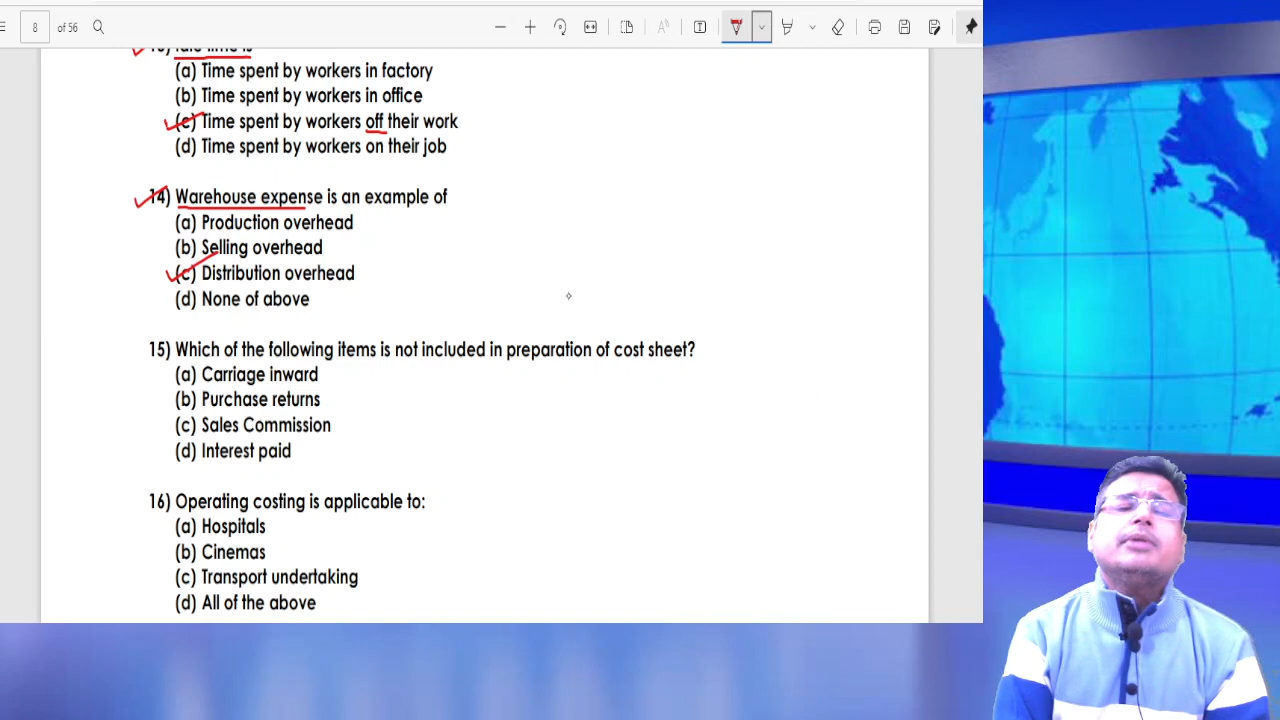 8 of 56
13) Idle time is
(a) Time spent by workers in factory
(b) Time spent by workers in office
(c) Time spent by workers off their work
(d) Time spent by workers on their job
14) Warehouse expense is an example of
(a) Production overhead
(b) Selling overhead
(c) Distribution overhead
(d) None of above
15) Which of the following items is not included in preparation of cost sheet?
(a) Carriage inward
(b) Purchase returns
(c) Sales Commission
(d) Interest paid
16) Operating costing is applicable to:
(a) Hospitals
(b) Cinemas
(c) Transport undertaking
(d) All of the above